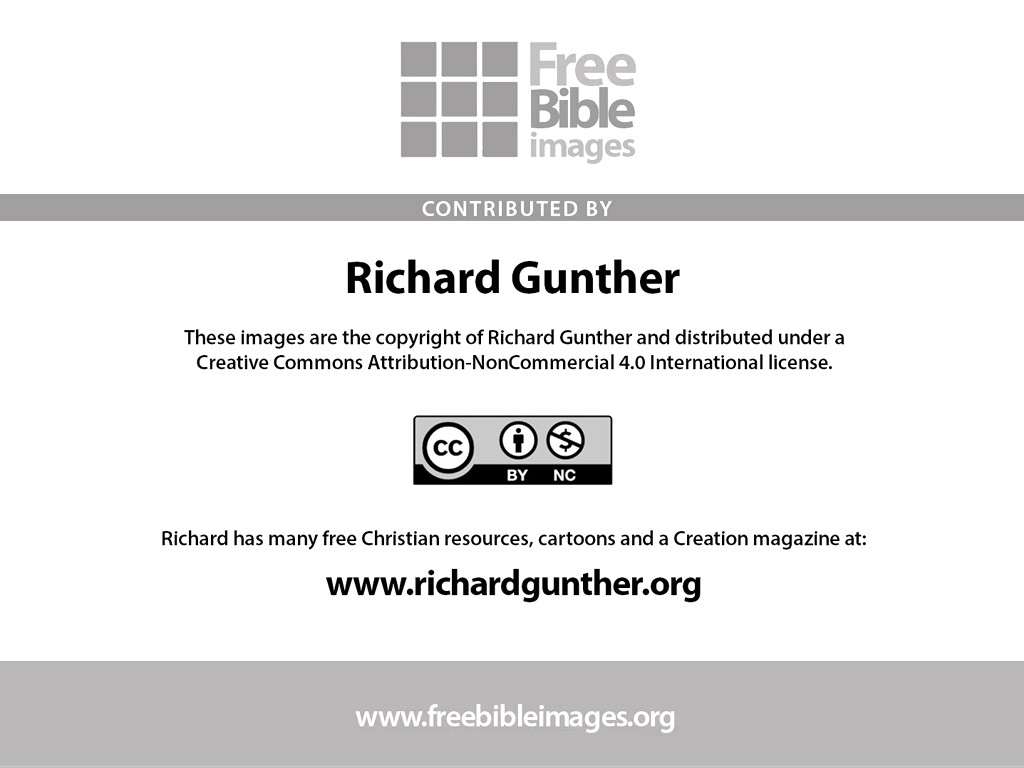 Free
Bible
images
CONTRIBUTED BY
Richard Gunther
These images are the copyright of Richard Gunther and distributed under a
Creative Commons Attribution-NonCommercial 4.0 International license.
cc
BY NC
Richard has many free Christian resources, cartoons and a Creation magazine at:
www.richardgunther.org
www.freebibleimages.org